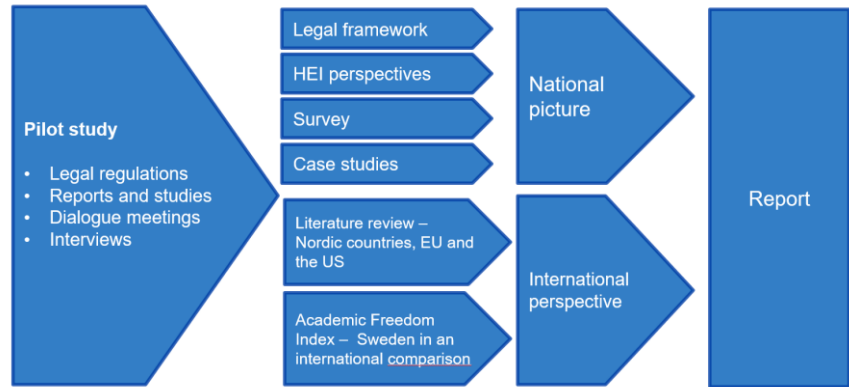 Pilot study
• Legal regulations
• Reports and studies
• Dialogue meetings
• Interviews
Legal framework
HEI perspectives
Survey
Case studies
Literature review –
Nordic countries, EU and
the US
Academic Freedom
Index – Sweden in an
international comparison
National
picture
International
perspective
Report